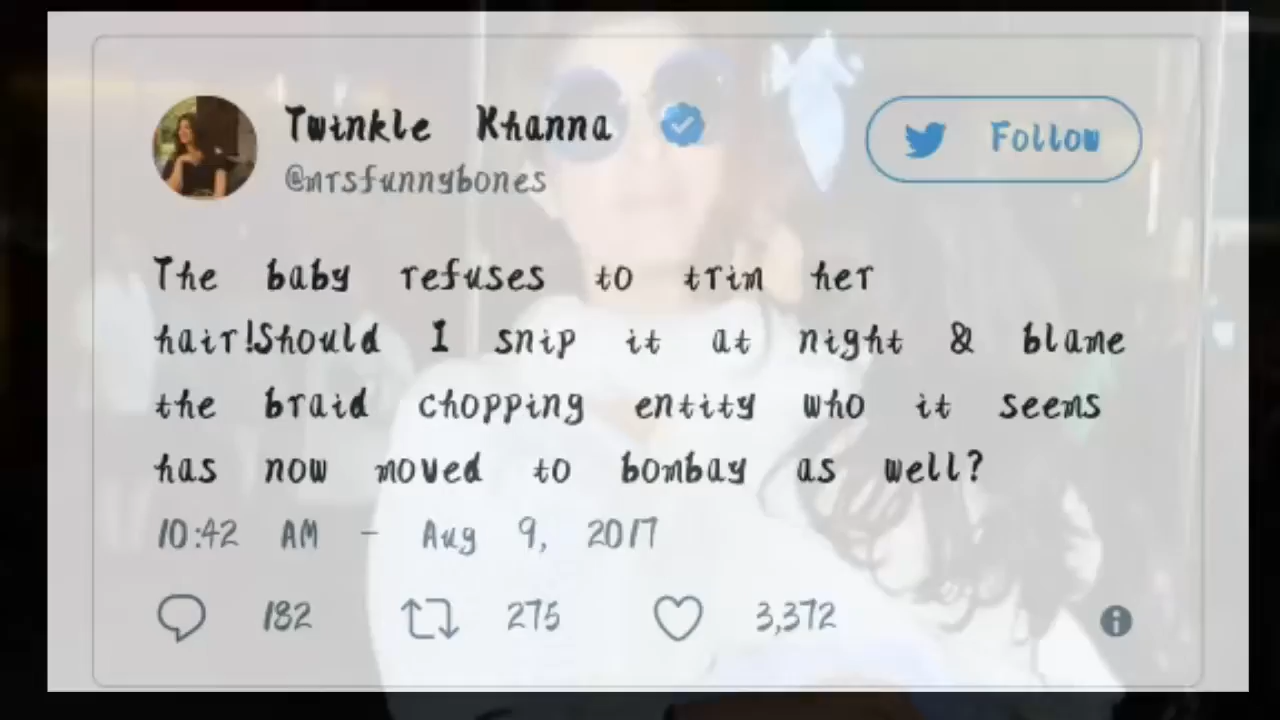 Twinkle Khanna
@mrsfunnybones
Follow
The baby refuses to trim her
hair!Should I snip it at night & blame
the braid chopping entity who it seems
has now moved to bombay as well?
10:42 AM - Aug 9, 2017
182 275 3,372